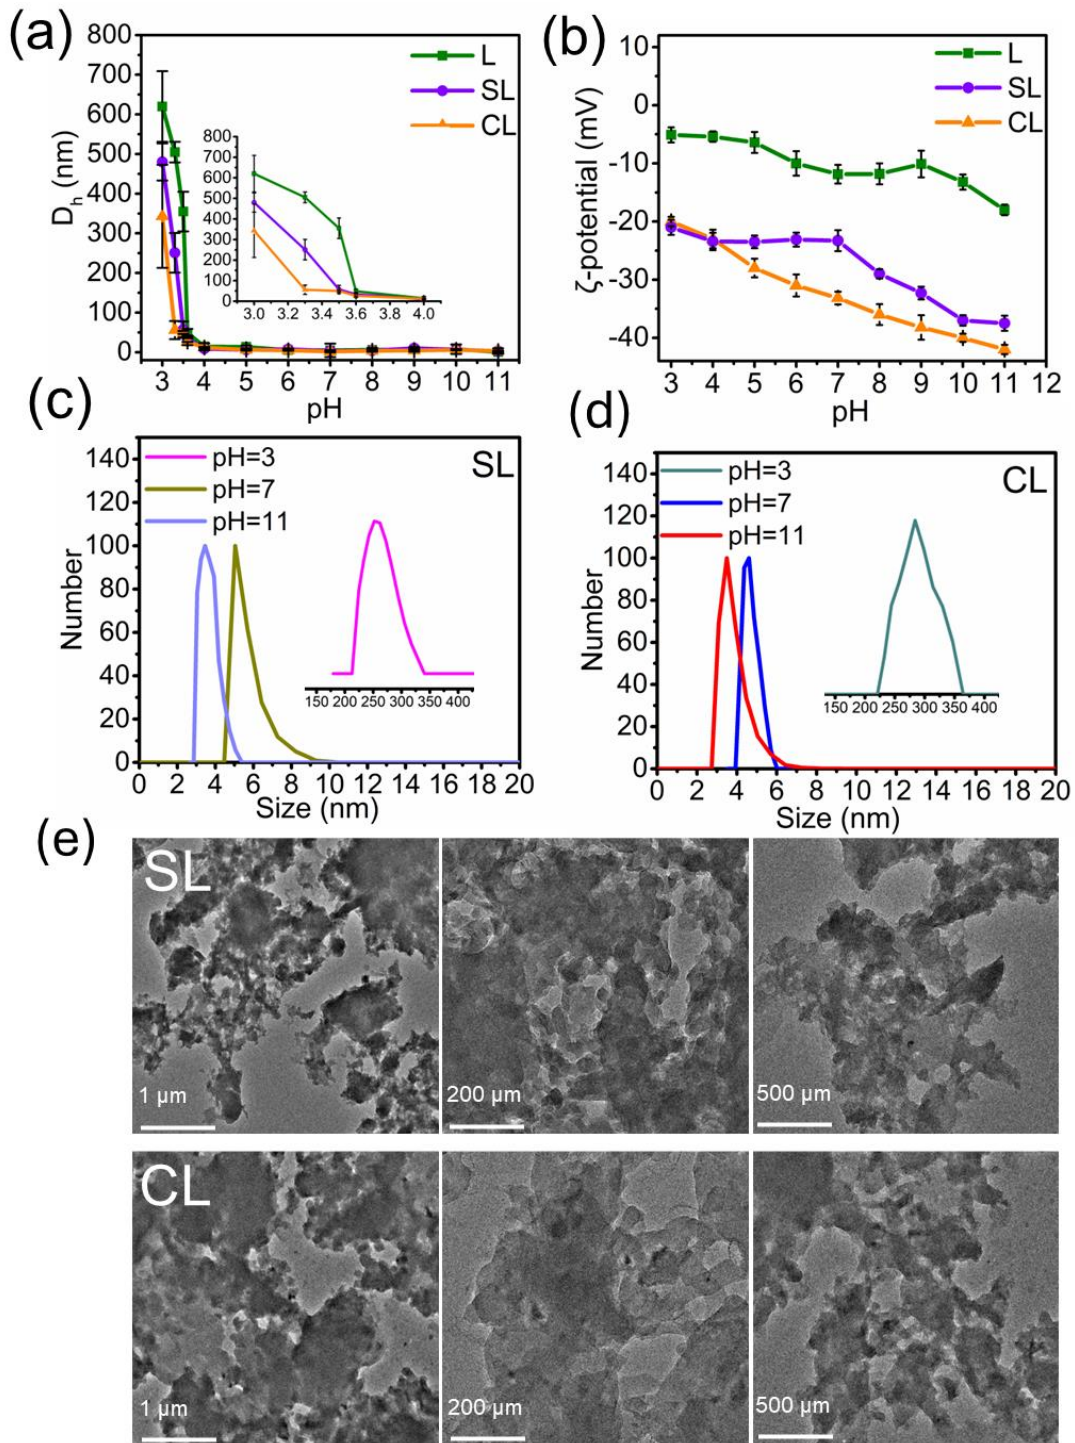 (a)
800
700
600
500
400
300
200
100
0
Dh (nm)
L
SL
CL
800
700
600
500
400
300
200
100
0
3.0 3.2 3.4 3.6 3.8 4.0
3 4 5 6 7 8 9 10 11
pH
(b)
10
0
-10
-20
-30
-40
ζ-potential (mV)
L
SL
CL
3 4 5 6 7 8 9 10 11 12
pH
(c)
140
120
100
80
60
40
20
0
Number
pH=3
pH=7
pH=11
SL
150 200 250 300 350 400
0 2 4 6 8 10 12 14 16 18 20
Size (nm)
(d)
140
120
100
80
60
40
20
0
Number
pH=3
pH=7
pH=11
CL
150 200 250 300 350 400
0 2 4 6 8 10 12 14 16 18 20
Size (nm)
(e)
SL
1 µm
200 µm
500 µm
CL
1 µm
200 µm
500 µm